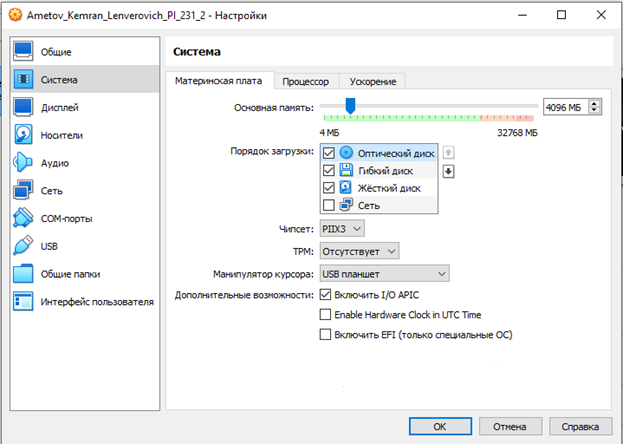 Ametov_Kemran_Lenverovich_PI_231_2 - Настройки
Общие
Система
Дисплей
Носители
Аудио
Сеть
COM-порты
USB
Общие папки
Интерфейс пользователя
Система
Материнская плата Процессор Ускорение
Основная память: 4096 МБ
4 МБ 32768 МБ
Порядок загрузки: Оптический диск
Гибкий диск
Жёсткий диск
Сеть
Чипсет: PIIX3
TPM: Отсутствует
Манипулятор курсора: USB планшет
Дополнительные возможности: Включить I/O APIC
Enable Hardware Clock in UTC Time
Включить EFI (только специальные ОС)
OK Отмена Справка